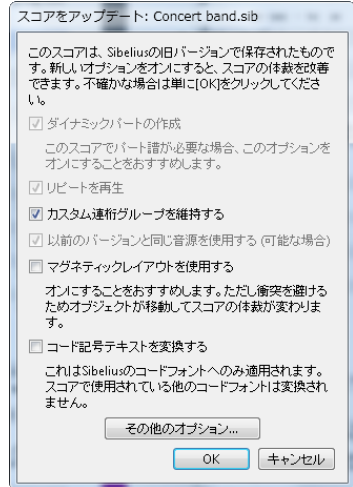 スコアをアップデート: Concert band.sib
このスコアは、Sibeliusの旧バージョンで保存されたもので
す。新しいオプションをオンにすると、スコアの体裁を改善
できます。不確かな場合は単に[OK]をクリックしてくださ
い。
ダイナミックパートの作成
このスコアでパート譜が必要な場合、このオプションを
オンにすることをおすすめします。
リピートを再生
カスタム連桁グループを維持する
以前のバージョンと同じ音源を使用する (可能な場合)
マグネティックレイアウトを使用する
オンにすることをおすすめします。ただし衝突を避ける
ためオブジェクトが移動してスコアの体裁が変わりま
す。
コード記号テキストを変換する
これはSibeliusのコードフォントへのみ適用されます。
スコアで使用されている他のコードフォントは変換され
ません。
その他のオプション...
OK キャンセル